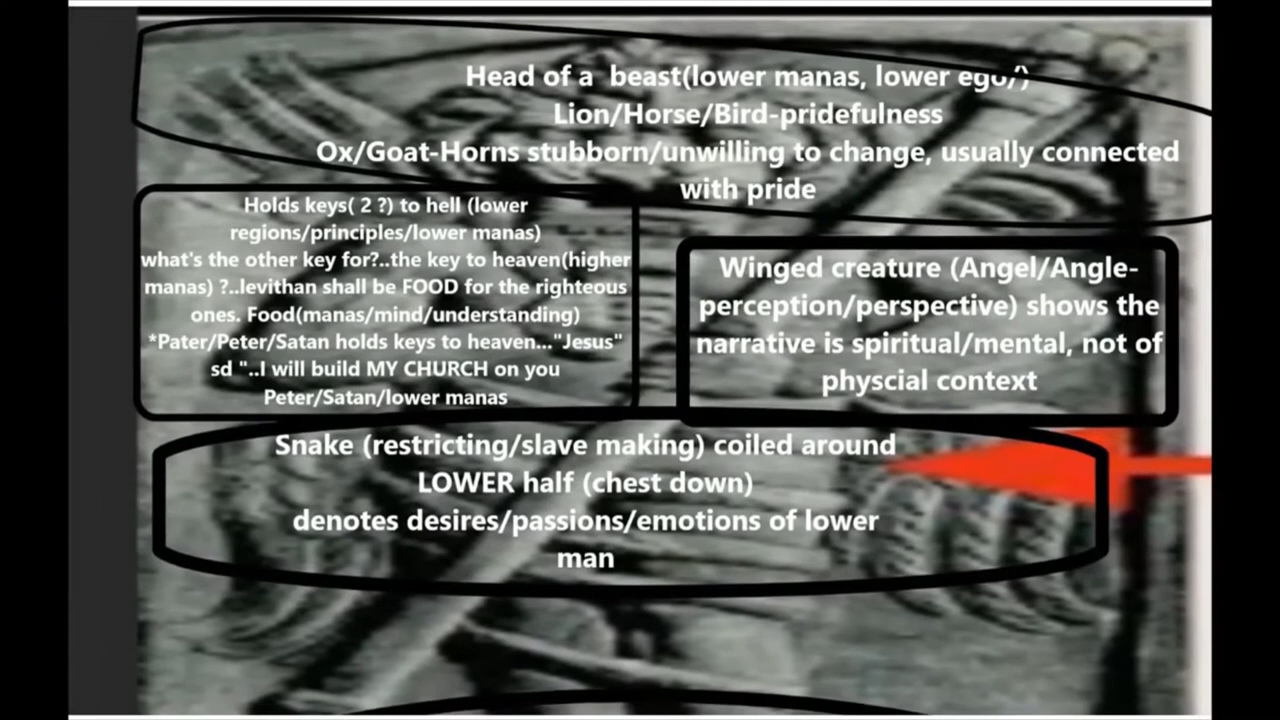 Head of a beast(lower manas, lower ego/)
Lion/Horse/Bird-pridefulness
Ox/Goat-Horns stubborn/unwilling to change, usually connected
with pride
Holds keys( 2 ?) to hell (lower
regions/principles/lower manas)
what's the other key for?..the key to heaven(higher
manas) ?..levithan shall be FOOD for the righteous
ones. Food(manas/mind/understanding)
*Pater/Peter/Satan holds keys to heaven..."Jesus"
sd "..I will build MY CHURCH on you
Peter/Satan/lower manas
Winged creature (Angel/Angle-
perception/perspective) shows the
narrative is spiritual/mental, not of
physcial context
Snake (restricting/slave making) coiled around
LOWER half (chest down)
denotes desires/passions/emotions of lower
man